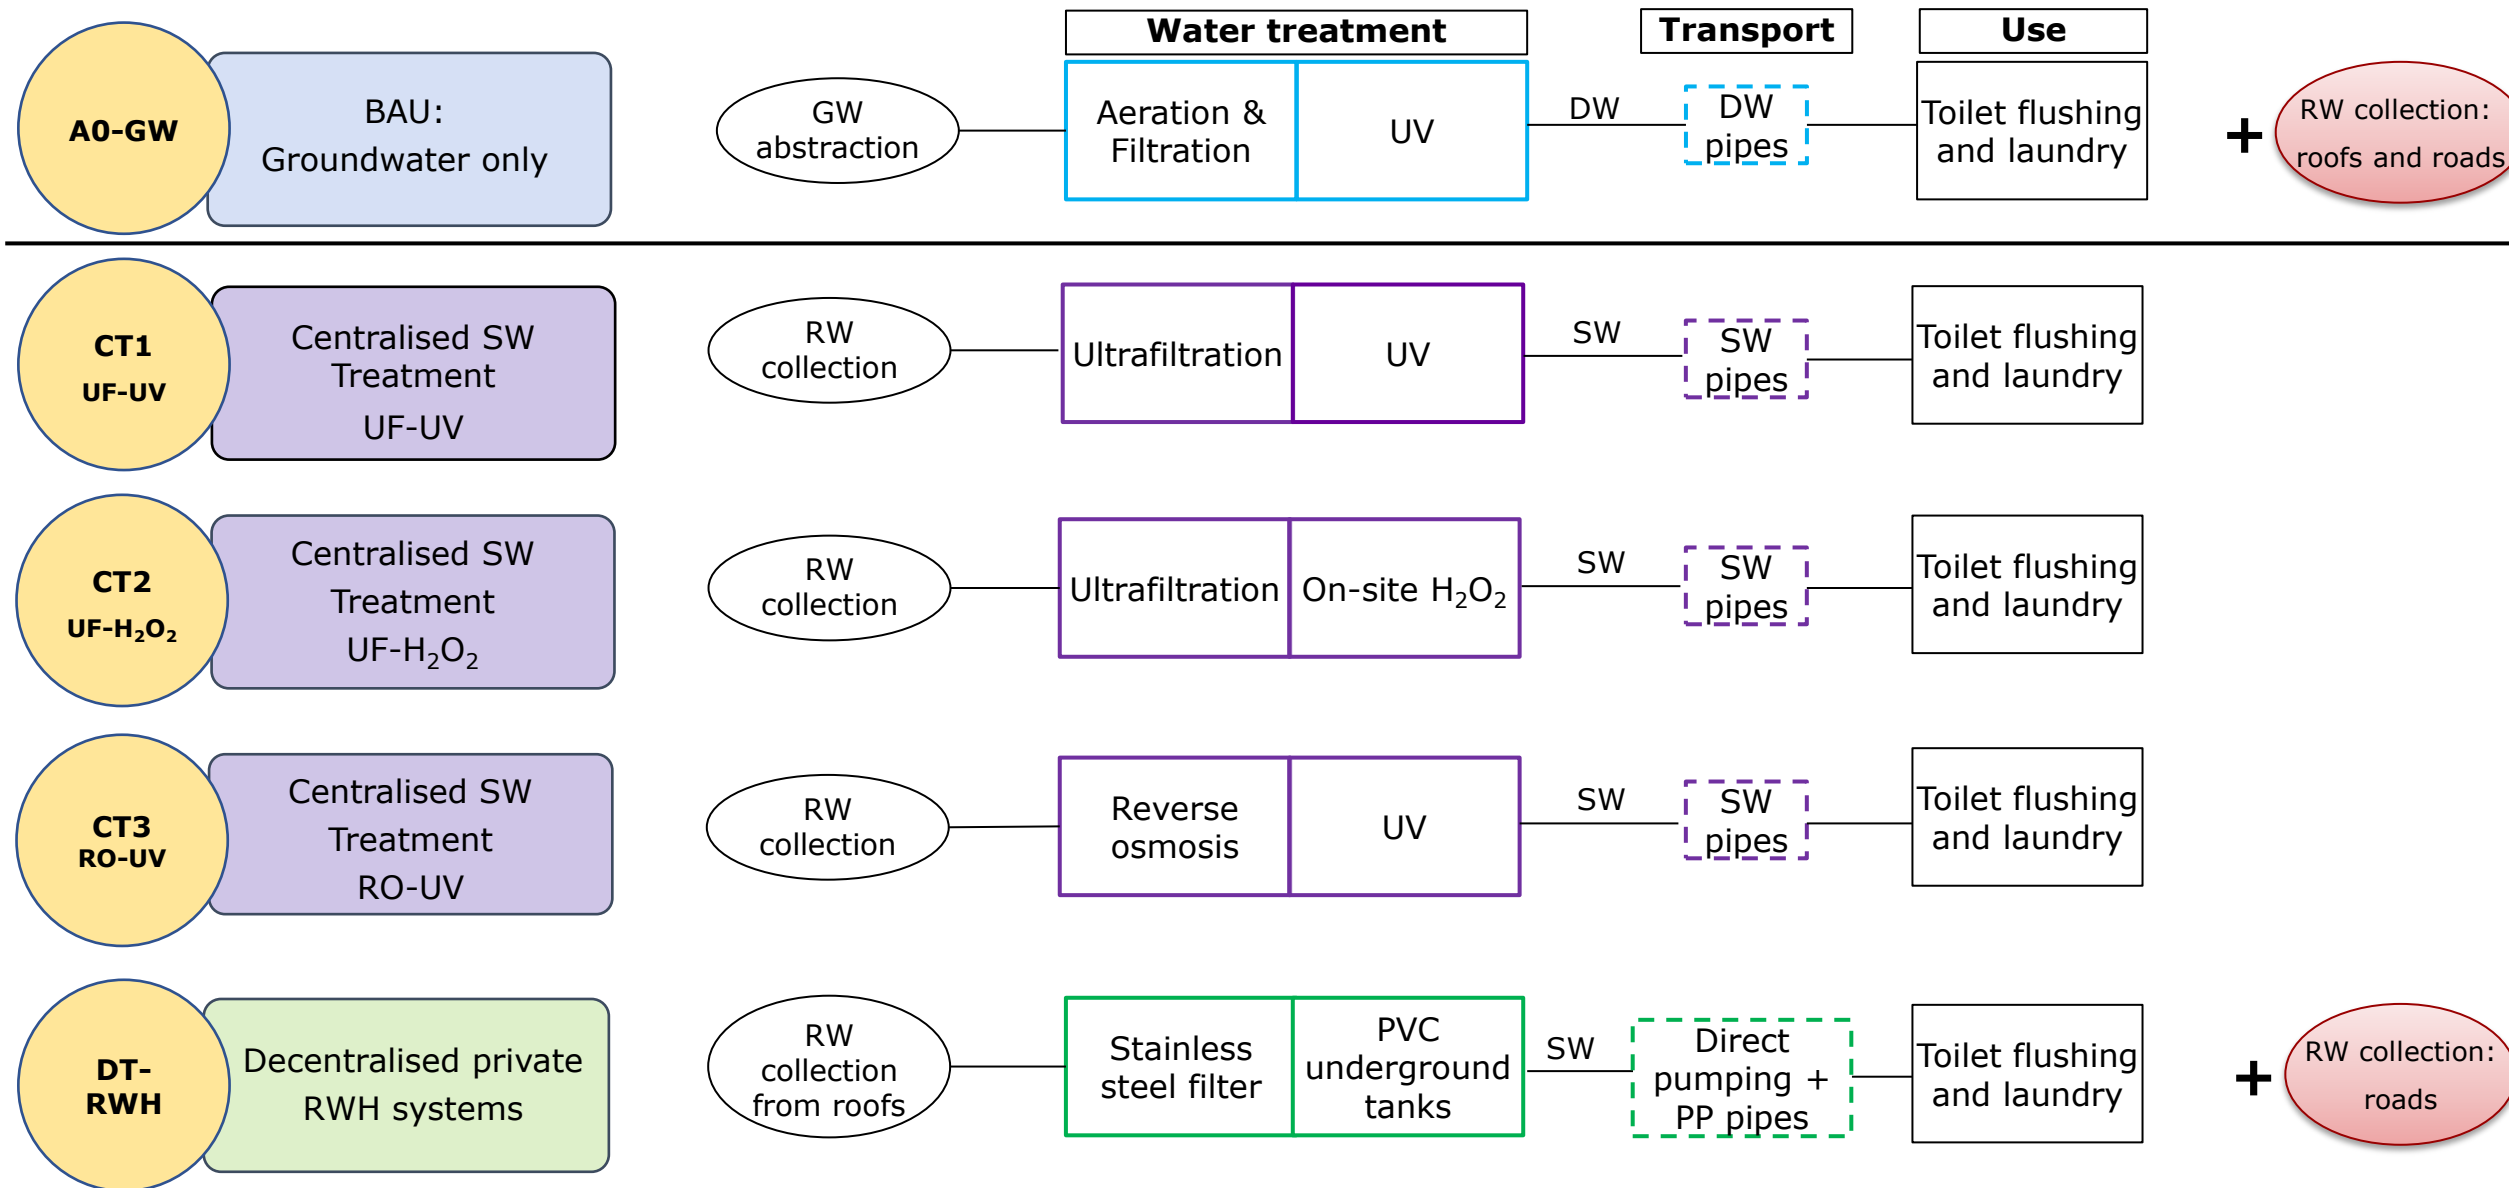 Water treatment
Transport
Use
A0-GW
BAU:
Groundwater only
GW
abstraction
Aeration &
Filtration
UV
DW
DW
pipes
Toilet flushing
and laundry
+
RW collection:
roofs and roads
CT1
UF-UV
Centralised SW
Treatment
UF-UV
RW
collection
Ultrafiltration
UV
SW
SW
pipes
Toilet flushing
and laundry
CT2
UF-H₂O₂
Centralised SW
Treatment
UF-H₂O₂
RW
collection
Ultrafiltration
On-site H₂O₂
SW
SW
pipes
Toilet flushing
and laundry
CT3
RO-UV
Centralised SW
Treatment
RO-UV
RW
collection
Reverse
osmosis
UV
SW
SW
pipes
Toilet flushing
and laundry
DT-
RWH
Decentralised private
RWH systems
RW
collection
from roofs
Stainless
steel filter
PVC
underground
tanks
SW
Direct
pumping +
PP pipes
Toilet flushing
and laundry
+
RW collection:
roads